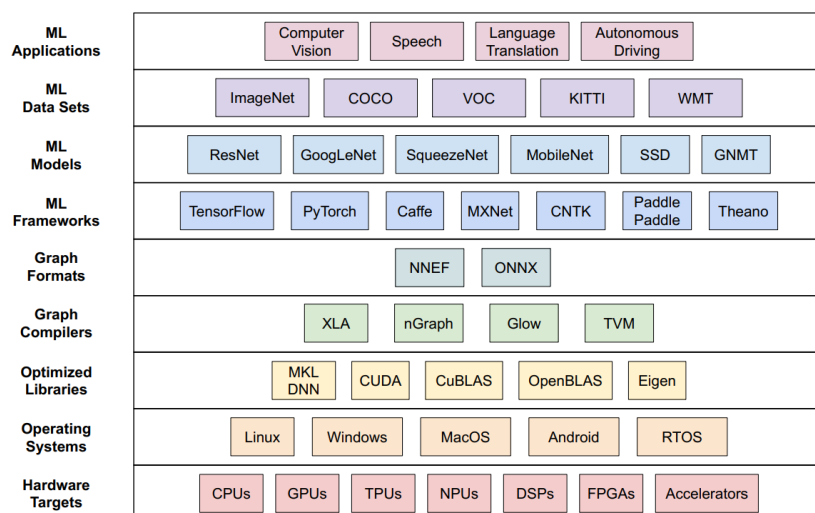 ML
Applications
Computer
Vision
Speech
Language
Translation
Autonomous
Driving
ML
Data Sets
ImageNet
COCO
VOC
KITTI
WMT
ML
Models
ResNet
GoogLeNet
SqueezeNet
MobileNet
SSD
GNMT
ML
Frameworks
TensorFlow
PyTorch
Caffe
MXNet
CNTK
Paddle
Paddle
Theano
Graph
Formats
NNEF
ONNX
Graph
Compilers
XLA
nGraph
Glow
TVM
Optimized
Libraries
MKL
DNN
CUDA
CuBLAS
OpenBLAS
Eigen
Operating
Systems
Linux
Windows
MacOS
Android
RTOS
Hardware
Targets
CPUs
GPUs
TPUs
NPUs
DSPs
FPGAs
Accelerators